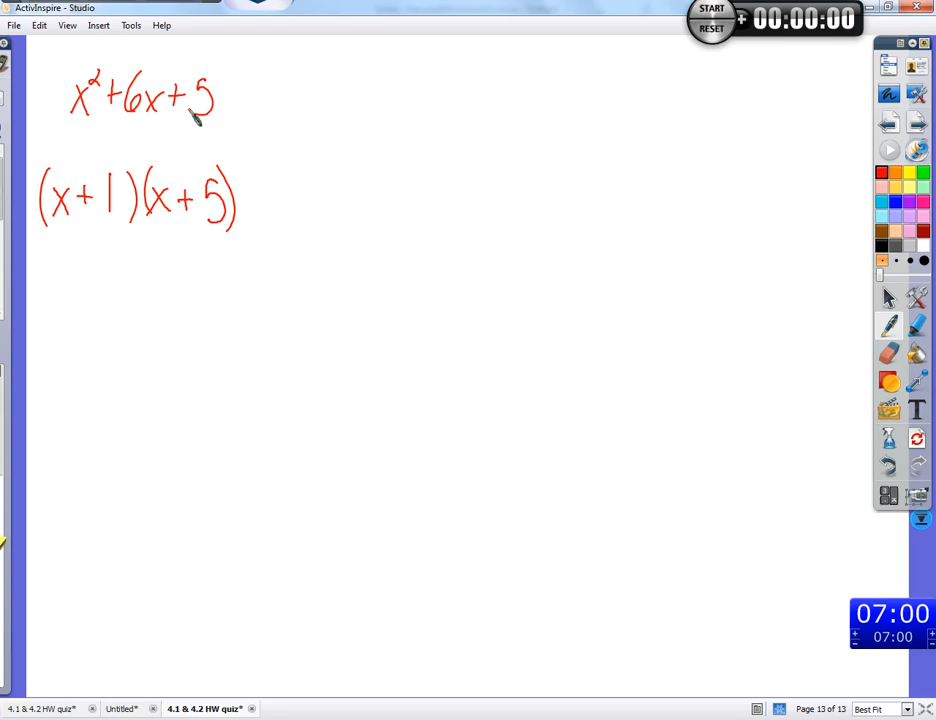 ActivInspire - Studio
START
RESET
00:00:00
File Edit View Insert Tools Help
x²+6x+5
(x+1)(x+5)
T
07:00
07:00
4.1 & 4.2 HW quiz* Untitled* 4.1 & 4.2 HW quiz* Page 13 of 13 Best Fit